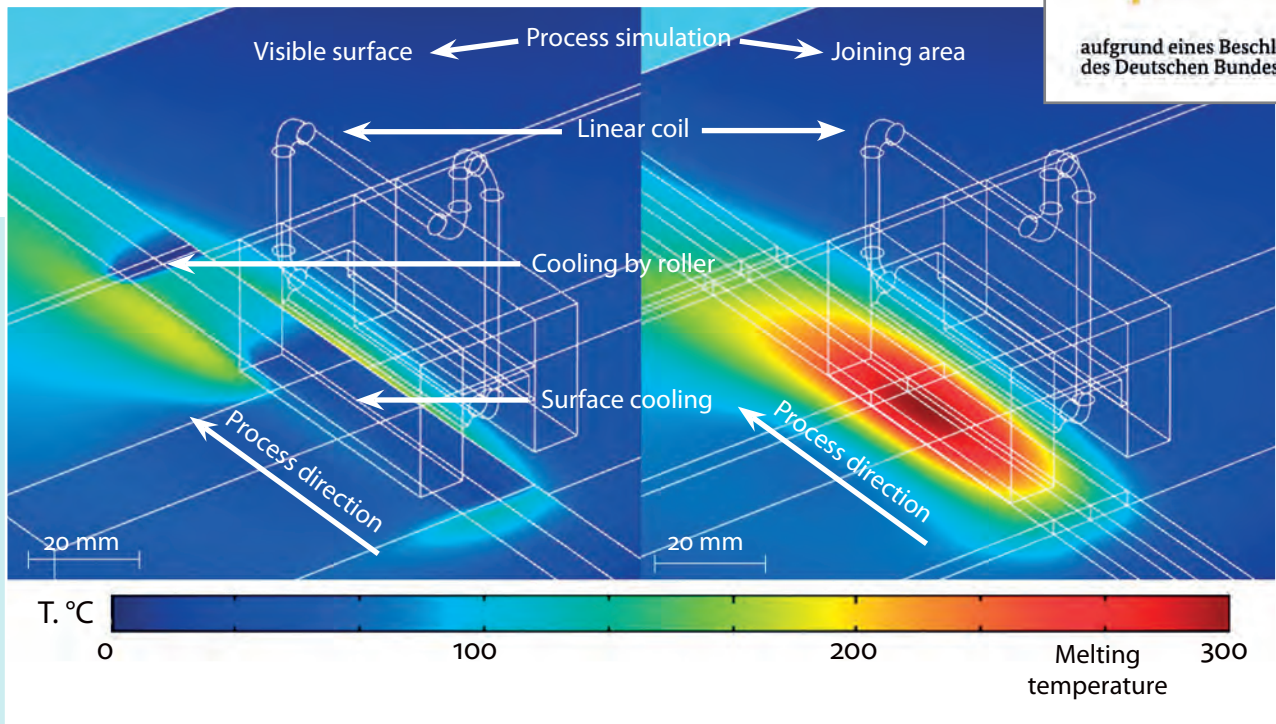 aufgrund eines Beschl
des Deutschen Bundes
Visible surface
Process simulation
Joining area
Linear coil
Cooling by roller
Surface cooling
Process direction
Process direction
20 mm
20 mm
T. °C
0
100
200
300
Melting
temperature